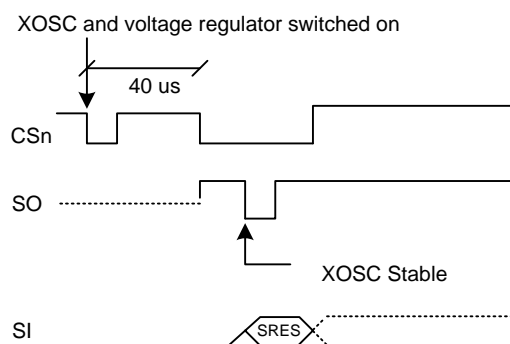 XOSC and voltage regulator switched on
40 us
CSn
SO
XOSC Stable
SI
SRES